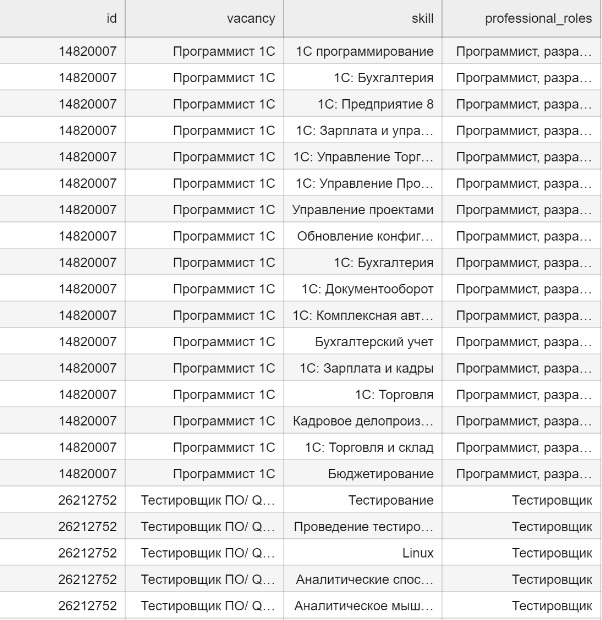 id vacancy skill professional_roles
14820007 Программист 1С 1С программирование Программист, разра...
14820007 Программист 1С 1С: Бухгалтерия Программист, разра...
14820007 Программист 1С 1С: Предприятие 8 Программист, разра...
14820007 Программист 1С 1С: Зарплата и упра... Программист, разра...
14820007 Программист 1С 1С: Управление Торг... Программист, разра...
14820007 Программист 1С 1С: Управление Про... Программист, разра...
14820007 Программист 1С Управление проектами Программист, разра...
14820007 Программист 1С Обновление конфиг... Программист, разра...
14820007 Программист 1С 1С: Бухгалтерия Программист, разра...
14820007 Программист 1С 1С: Документооборот Программист, разра...
14820007 Программист 1С 1С: Комплексная авт... Программист, разра...
14820007 Программист 1С Бухгалтерский учет Программист, разра...
14820007 Программист 1С 1С: Зарплата и кадры Программист, разра...
14820007 Программист 1С 1С: Торговля Программист, разра...
14820007 Программист 1С Кадровое делопроиз... Программист, разра...
14820007 Программист 1С 1С: Торговля и склад Программист, разра...
14820007 Программист 1С Бюджетирование Программист, разра...
26212752 Тестировщик ПО/ Q... Тестирование Тестировщик
26212752 Тестировщик ПО/ Q... Проведение тестиро... Тестировщик
26212752 Тестировщик ПО/ Q... Linux Тестировщик
26212752 Тестировщик ПО/ Q... Аналитические спос... Тестировщик
26212752 Тестировщик ПО/ Q... Аналитическое мыш... Тестировщик